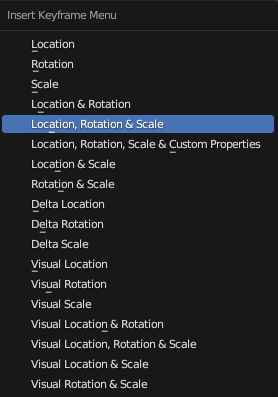 Insert Keyframe Menu
Location
Rotation
Scale
Location & Rotation
Location, Rotation & Scale
Location, Rotation, Scale & Custom Properties
Location & Scale
Rotation & Scale
Delta Location
Delta Rotation
Delta Scale
Visual Location
Visual Rotation
Visual Scale
Visual Location & Rotation
Visual Location, Rotation & Scale
Visual Location & Scale
Visual Rotation & Scale